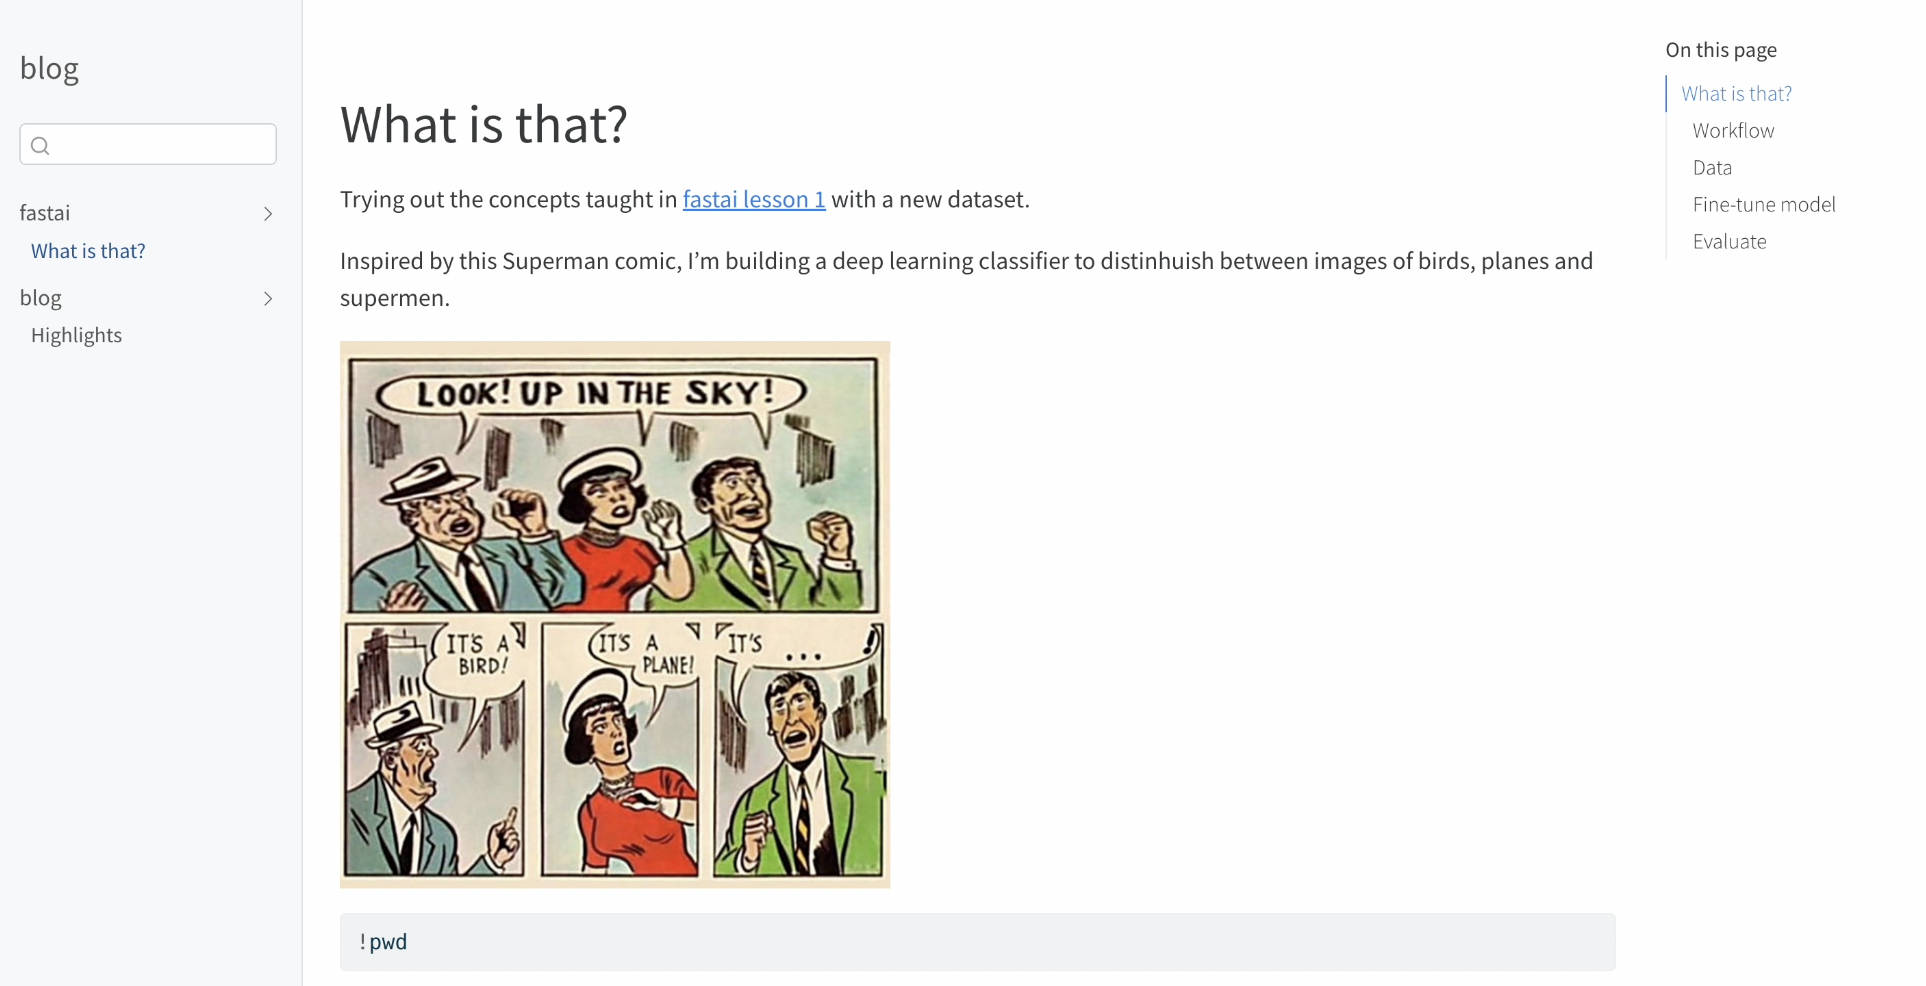 blog
fastai
What is that?
blog
Highlights
What is that?
Trying out the concepts taught in fastai lesson 1 with a new dataset.
Inspired by this Superman comic, I’m building a deep learning classifier to distinhuish between images of birds, planes and
supermen.
LOOK! UP IN THE SKY!
IT'S A
BIRD!
IT'S A
PLANE!
IT'S
...!
!pwd
On this page
What is that?
Workflow
Data
Fine-tune model
Evaluate